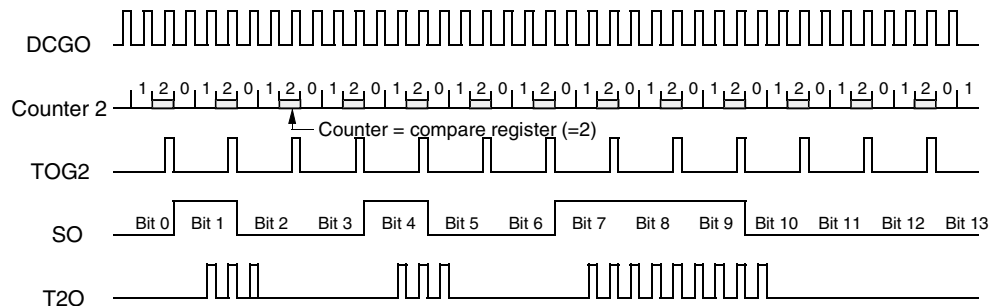 DCGO
1 2 0 1 2 0 1 2 0 1 2 0 1 2 0 1 2 0 1 2 0 1 2 0 1 2 0 1 2 0 1 2 0 1 2 0 1 2 0 1
Counter 2
Counter = compare register (=2)
TOG2
SO
Bit 0 Bit 1 Bit 2 Bit 3 Bit 4 Bit 5 Bit 6 Bit 7 Bit 8 Bit 9 Bit 10 Bit 11 Bit 12 Bit 13
T2O